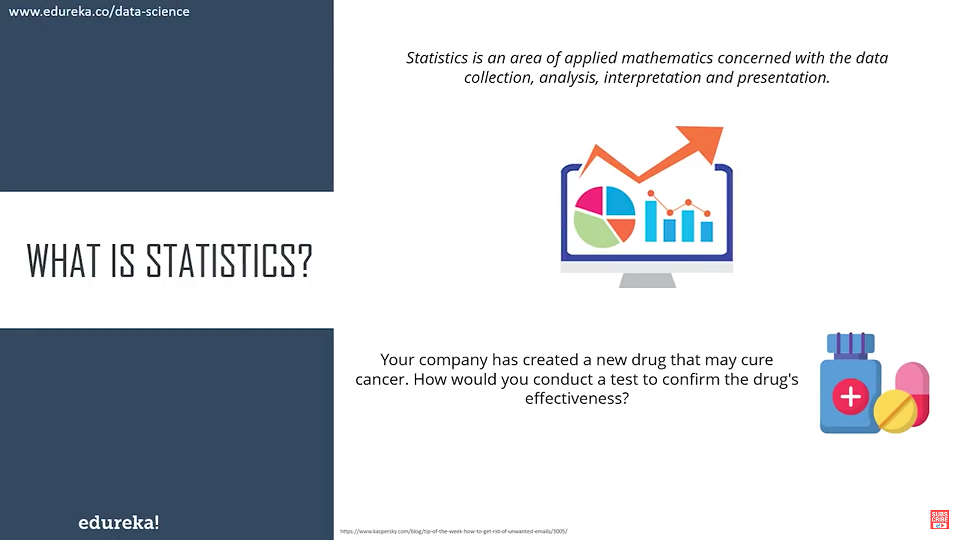 www.edureka.co/data-science
Statistics is an area of applied mathematics concerned with the data
collection, analysis, interpretation and presentation.
WHAT IS STATISTICS?
Your company has created a new drug that may cure
cancer. How would you conduct a test to confirm the drug's
effectiveness?
edureka!
https://www.kaspersky.com/blog/tip-of-the-week-how-to-get-rid-of-unwanted-emails/3005/
SUBS
CRIBE